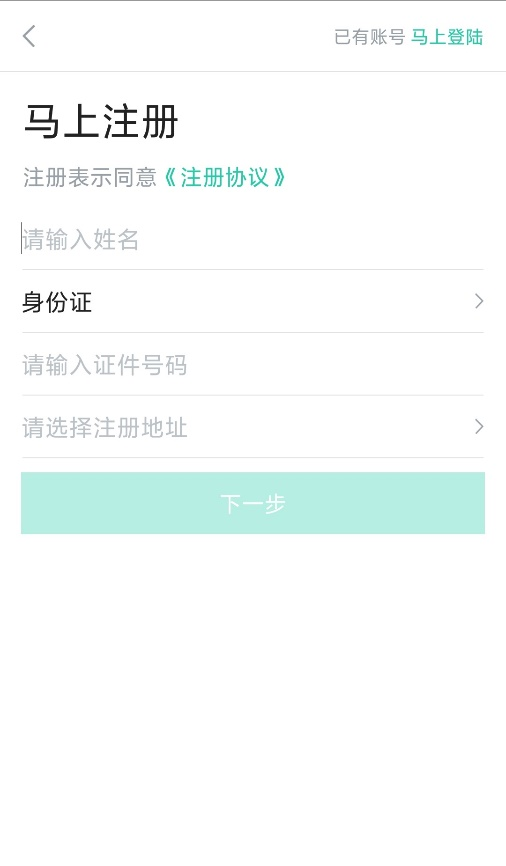 已有账号 马上登陆
马上注册
注册表示同意《注册协议》
请输入姓名
身份证
请输入证件号码
请选择注册地址
下一步